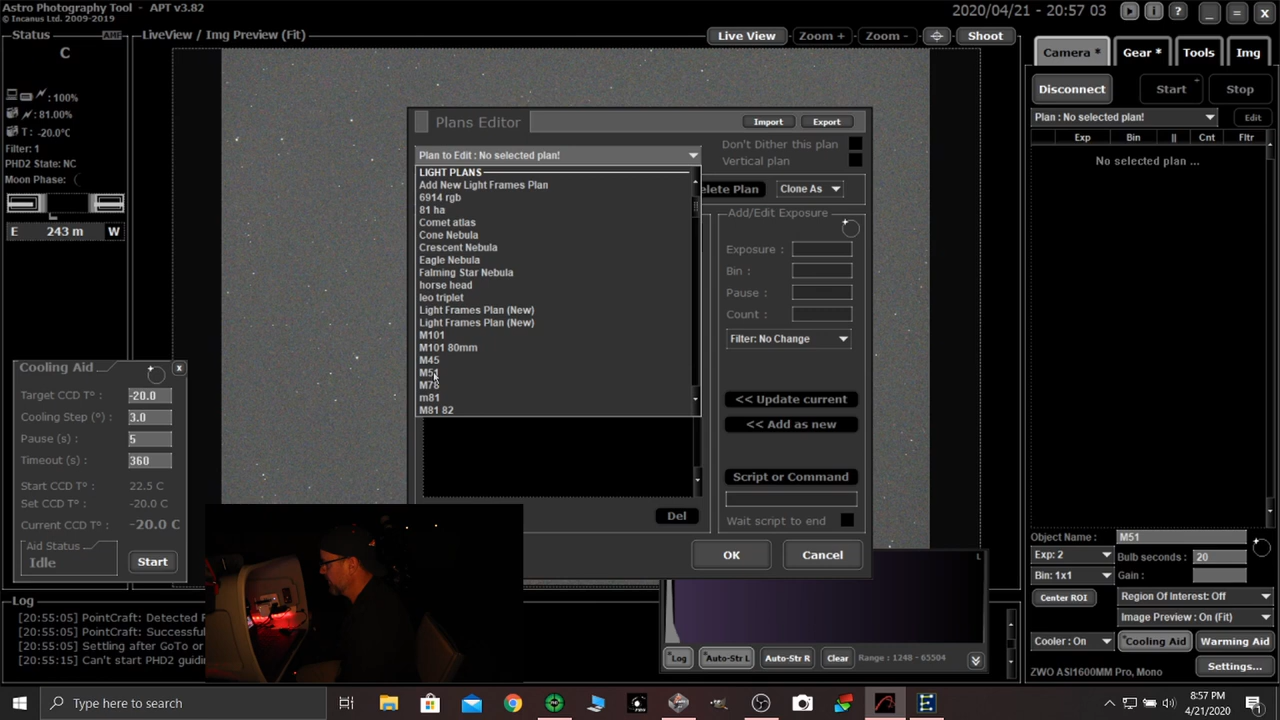 Astro Photography Tool - APT v3.82
© Incanus Ltd. 2009-2019
2020/04/21 - 20:57 03
Status
AHF
C
: 100%
: 81.00%
T : -20.0°C
Filter: 1
PHD2 State: NC
Moon Phase:
E 243 m W
LiveView / Img Preview (Fit)
Live View
Zoom +
Zoom -
Shoot
Camera *
Gear *
Tools
Img
Disconnect
Start
Stop
Plan : No selected plan!
Edit
Exp Bin || Cnt Fltr
No selected plan ...
Plans Editor
Import
Export
Plan to Edit : No selected plan!
Don't Dither this plan
Vertical plan
elete Plan
Clone As
LIGHT PLANS
Add New Light Frames Plan
6914 rgb
81 ha
Comet atlas
Cone Nebula
Crescent Nebula
Eagle Nebula
Falming Star Nebula
horse head
leo triplet
Light Frames Plan (New)
Light Frames Plan (New)
M101
M101 80mm
M45
M51
M78
m81
M81 82
Add/Edit Exposure
Exposure :
Bin :
Pause :
Count :
Filter: No Change
<< Update current
<< Add as new
Script or Command
Wait script to end
Del
OK
Cancel
Cooling Aid
x
Target CCD T° : -20.0
Cooling Step (°) : 3.0
Pause (s) : 5
Timeout (s) : 360
Start CCD T° : 22.5 C
Set CCD T° : -20.0 C
Current CCD T° : -20.0 C
Aid Status
Idle
Start
Log
[20:55:05] PointCraft: Detected
[20:55:05] PointCraft: Successful
[20:55:05] Settling after GoTo or
[20:55:15] Can't start PHD2 guidin
L
Log
Auto-Str L
Auto-Str R
Clear
Range : 1248 - 65504
Object Name : M51
Exp: 2
Bulb seconds : 20
Bin: 1x1
Gain :
Center ROI
Region Of Interest: Off
Image Preview : On (Fit)
Cooler : On
Cooling Aid
Warming Aid
ZWO ASI1600MM Pro, Mono
Settings...
Type here to search
8:57 PM
4/21/2020